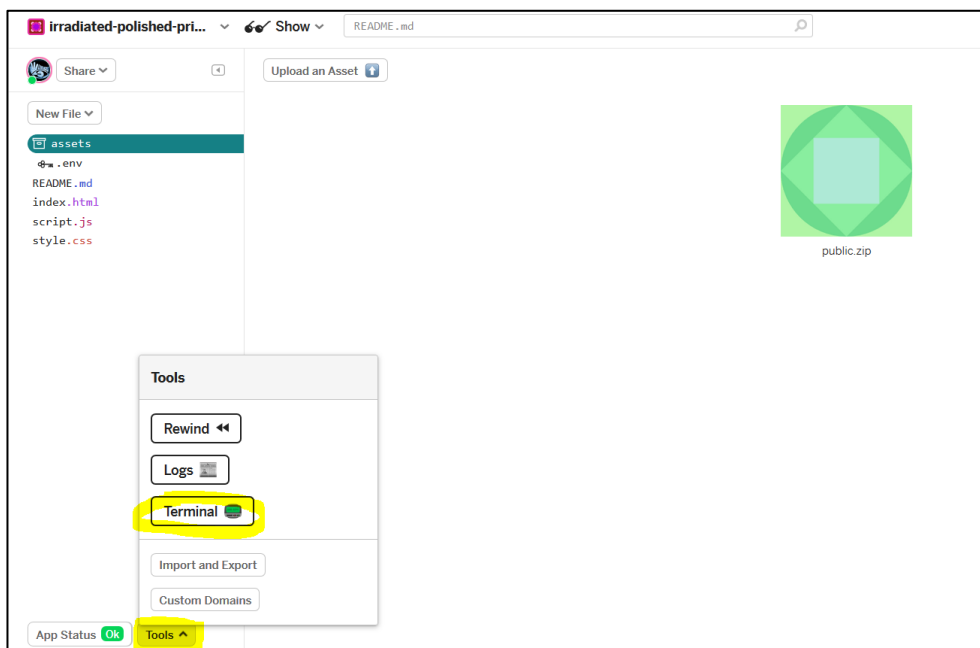 irradiated-polished-pri... Show README.md
Share
Upload an Asset
New File
assets
.env
README.md
index.html
script.js
style.css
public.zip
Tools
Rewind
Logs
Terminal
Import and Export
Custom Domains
App Status Ok Tools